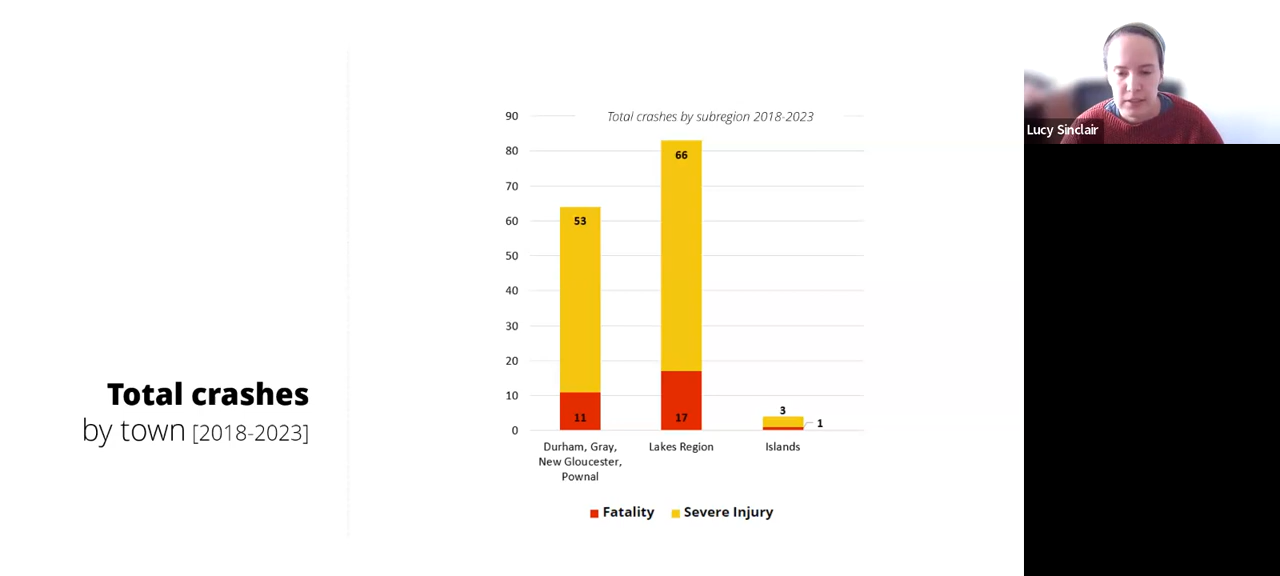 Total crashes
by town [2018-2023]
Total crashes by subregion 2018-2023
90
80
70
60
50
40
30
20
10
0
53
11
66
17
3
1
Durham, Gray,
New Gloucester,
Pownal
Lakes Region
Islands
Fatality
Severe Injury
Lucy Sinclair